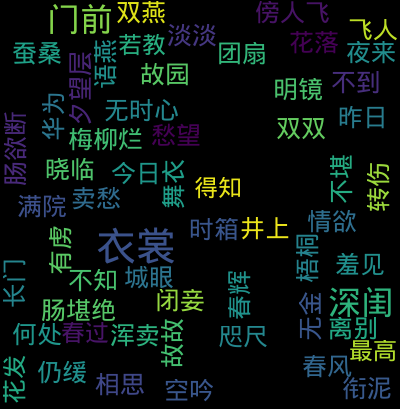 门前
双燕
傍人飞
飞人
淡淡
若教
花落
夜来
蚕桑
语燕
团扇
夕望层
故园
明镜
不到
华为
无时心
昨日
双双
肠欲断
梅柳烂
愁望
晓临
今日
舞衣
不堪
转伤
得知
卖愁
满院
时箱
井上
情欲
衣裳
有虏
梧桐
羞见
长门
不知
城眼
春辉
闭妾
深闺
肠堪绝
无金
离别
何处
春过
浑卖
故故
咫尺
最高
春风
花发
仍缓
相思
空吟
衔泥